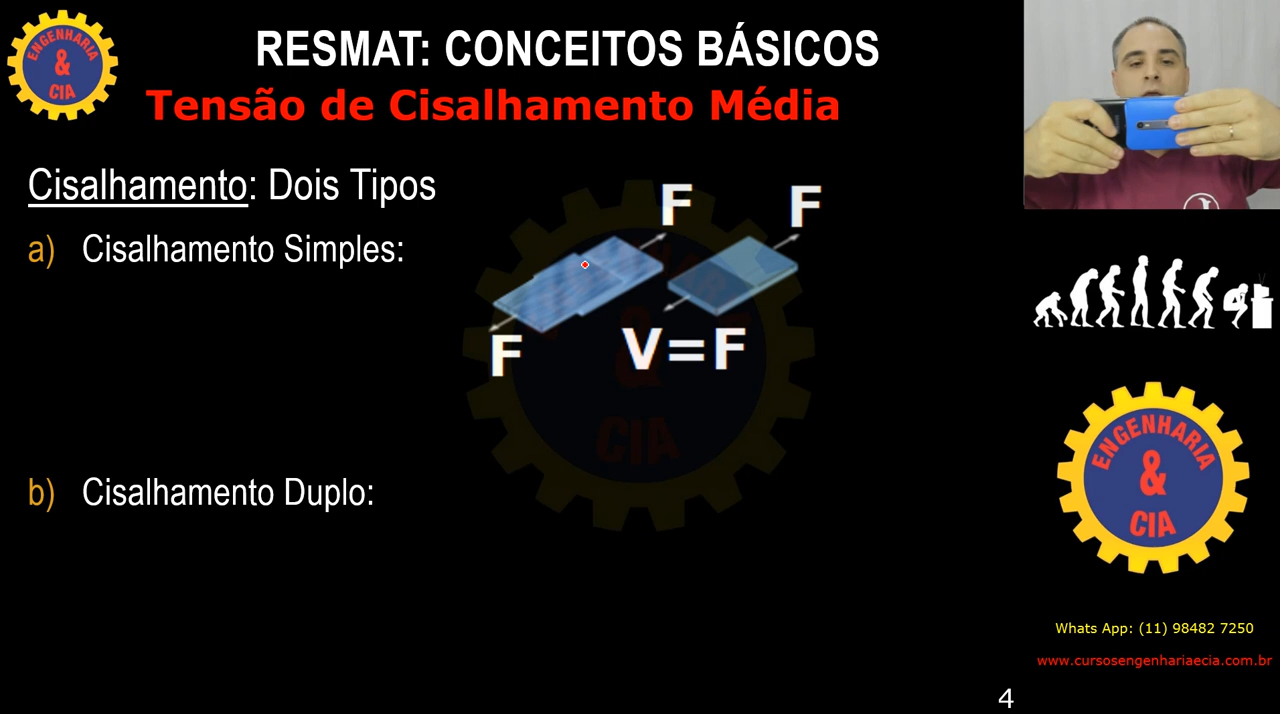 ENGENHARIA
&
CIA
RESMAT: CONCEITOS BÁSICOS
Tensão de Cisalhamento Média
Cisalhamento: Dois Tipos
a) Cisalhamento Simples:
F
F
F
V=F
&
CIA
b) Cisalhamento Duplo:
ENGENHARIA
&
CIA
Whats App: (11) 98482 7250
www.cursosengenhariaecia.com.br
4